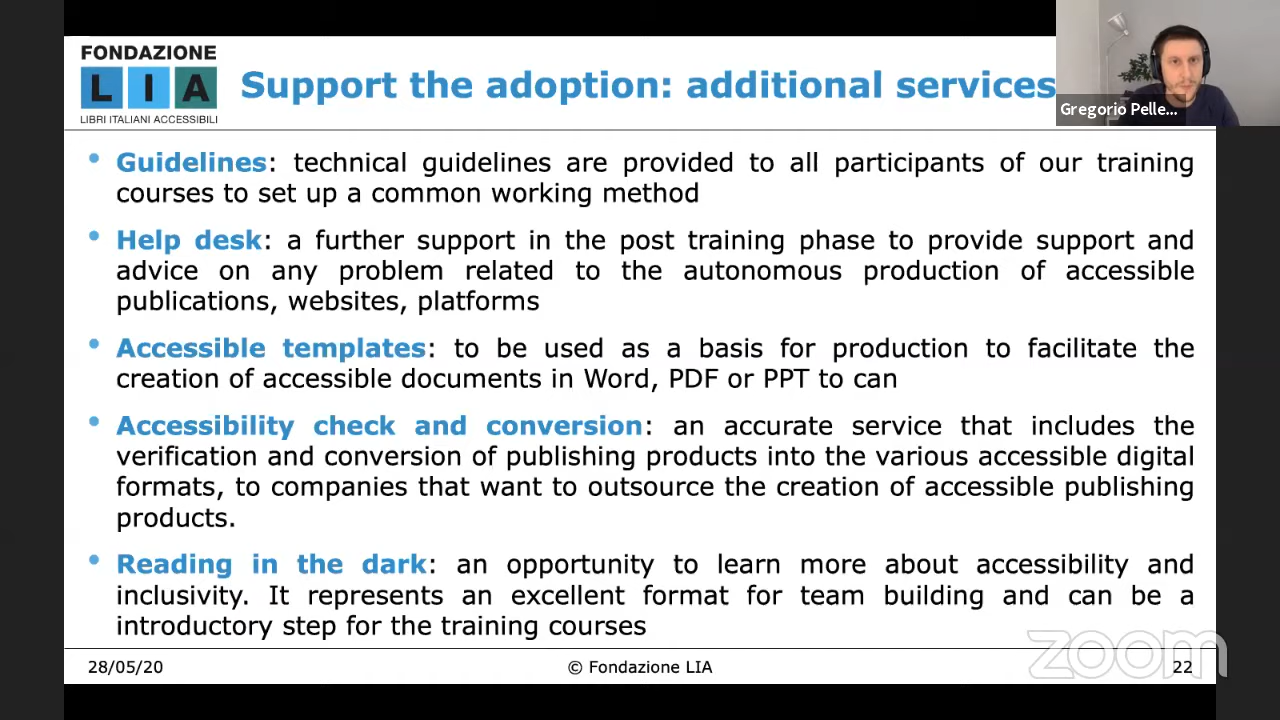 FONDAZIONE
LIA
LIBRI ITALIANI ACCESSIBILI
Support the adoption: additional services
Gregorio Pelle...
• Guidelines: technical guidelines are provided to all participants of our training
courses to set up a common working method
• Help desk: a further support in the post training phase to provide support and
advice on any problem related to the autonomous production of accessible
publications, websites, platforms
• Accessible templates: to be used as a basis for production to facilitate the
creation of accessible documents in Word, PDF or PPT to can
• Accessibility check and conversion: an accurate service that includes the
verification and conversion of publishing products into the various accessible digital
formats, to companies that want to outsource the creation of accessible publishing
products.
• Reading in the dark: an opportunity to learn more about accessibility and
inclusivity. It represents an excellent format for team building and can be a
introductory step for the training courses
28/05/20
© Fondazione LIA
zoom
22